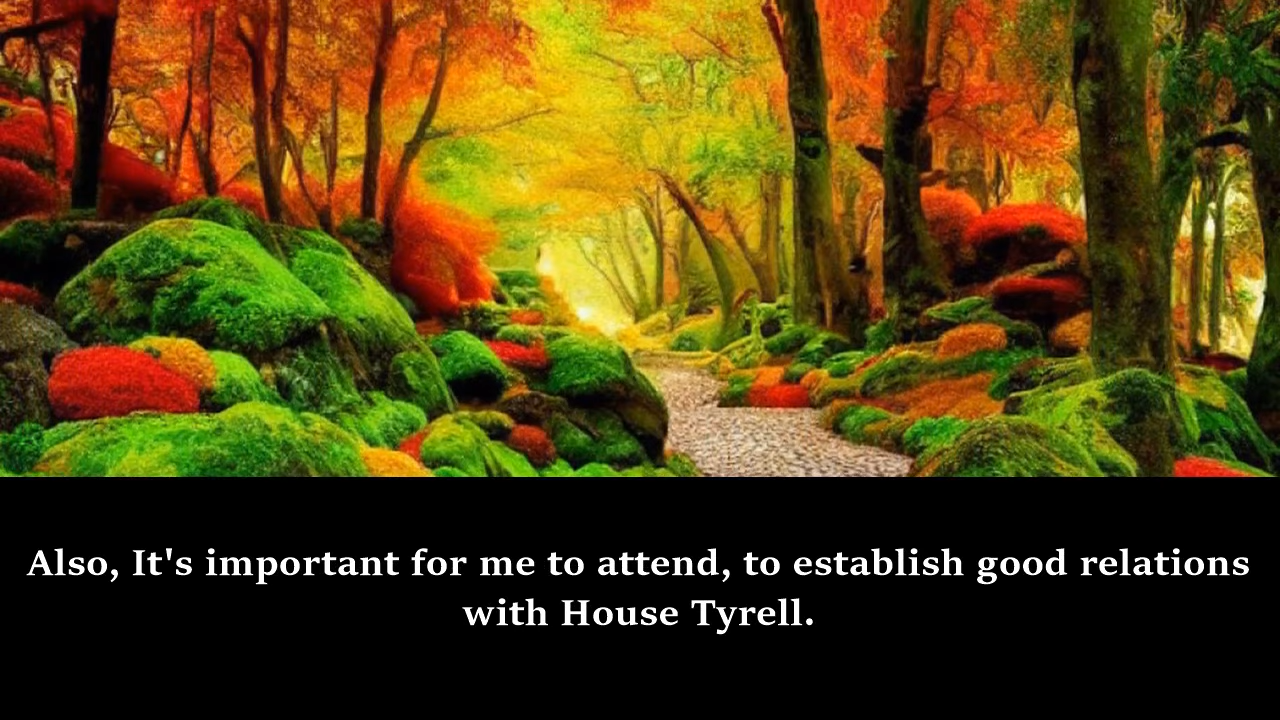 Also, It's important for me to attend, to establish good relations
with House Tyrell.